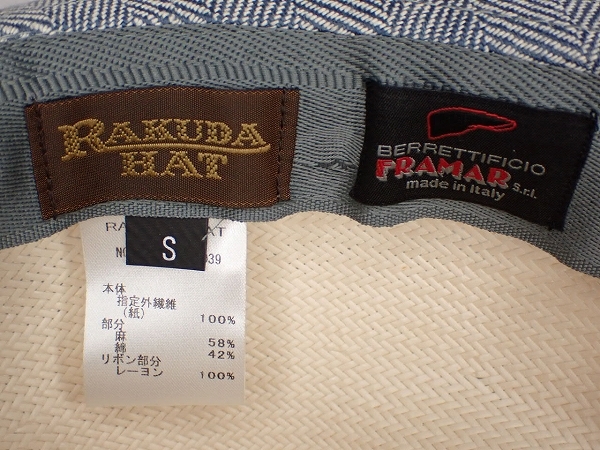 RAKUDA
HAT
BERRETTIFICIO
FRAMAR s.r.l.
made in Italy
S
本体
指定外繊維
(紙) 100%
部分
麻 58%
綿 42%
リボン部分
レーヨン 100%